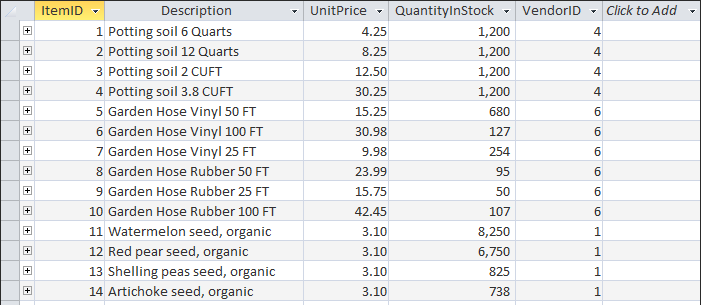 ItemID Description UnitPrice QuantityInStock VendorID Click to Add
1 Potting soil 6 Quarts 4.25 1,200 4
2 Potting soil 12 Quarts 8.25 1,200 4
3 Potting soil 2 CUFT 12.50 1,200 4
4 Potting soil 3.8 CUFT 30.25 1,200 4
5 Garden Hose Vinyl 50 FT 15.25 680 6
6 Garden Hose Vinyl 100 FT 30.98 127 6
7 Garden Hose Vinyl 25 FT 9.98 254 6
8 Garden Hose Rubber 50 FT 23.99 95 6
9 Garden Hose Rubber 25 FT 15.75 50 6
10 Garden Hose Rubber 100 FT 42.45 107 6
11 Watermelon seed, organic 3.10 8,250 1
12 Red pear seed, organic 3.10 6,750 1
13 Shelling peas seed, organic 3.10 825 1
14 Artichoke seed, organic 3.10 738 1